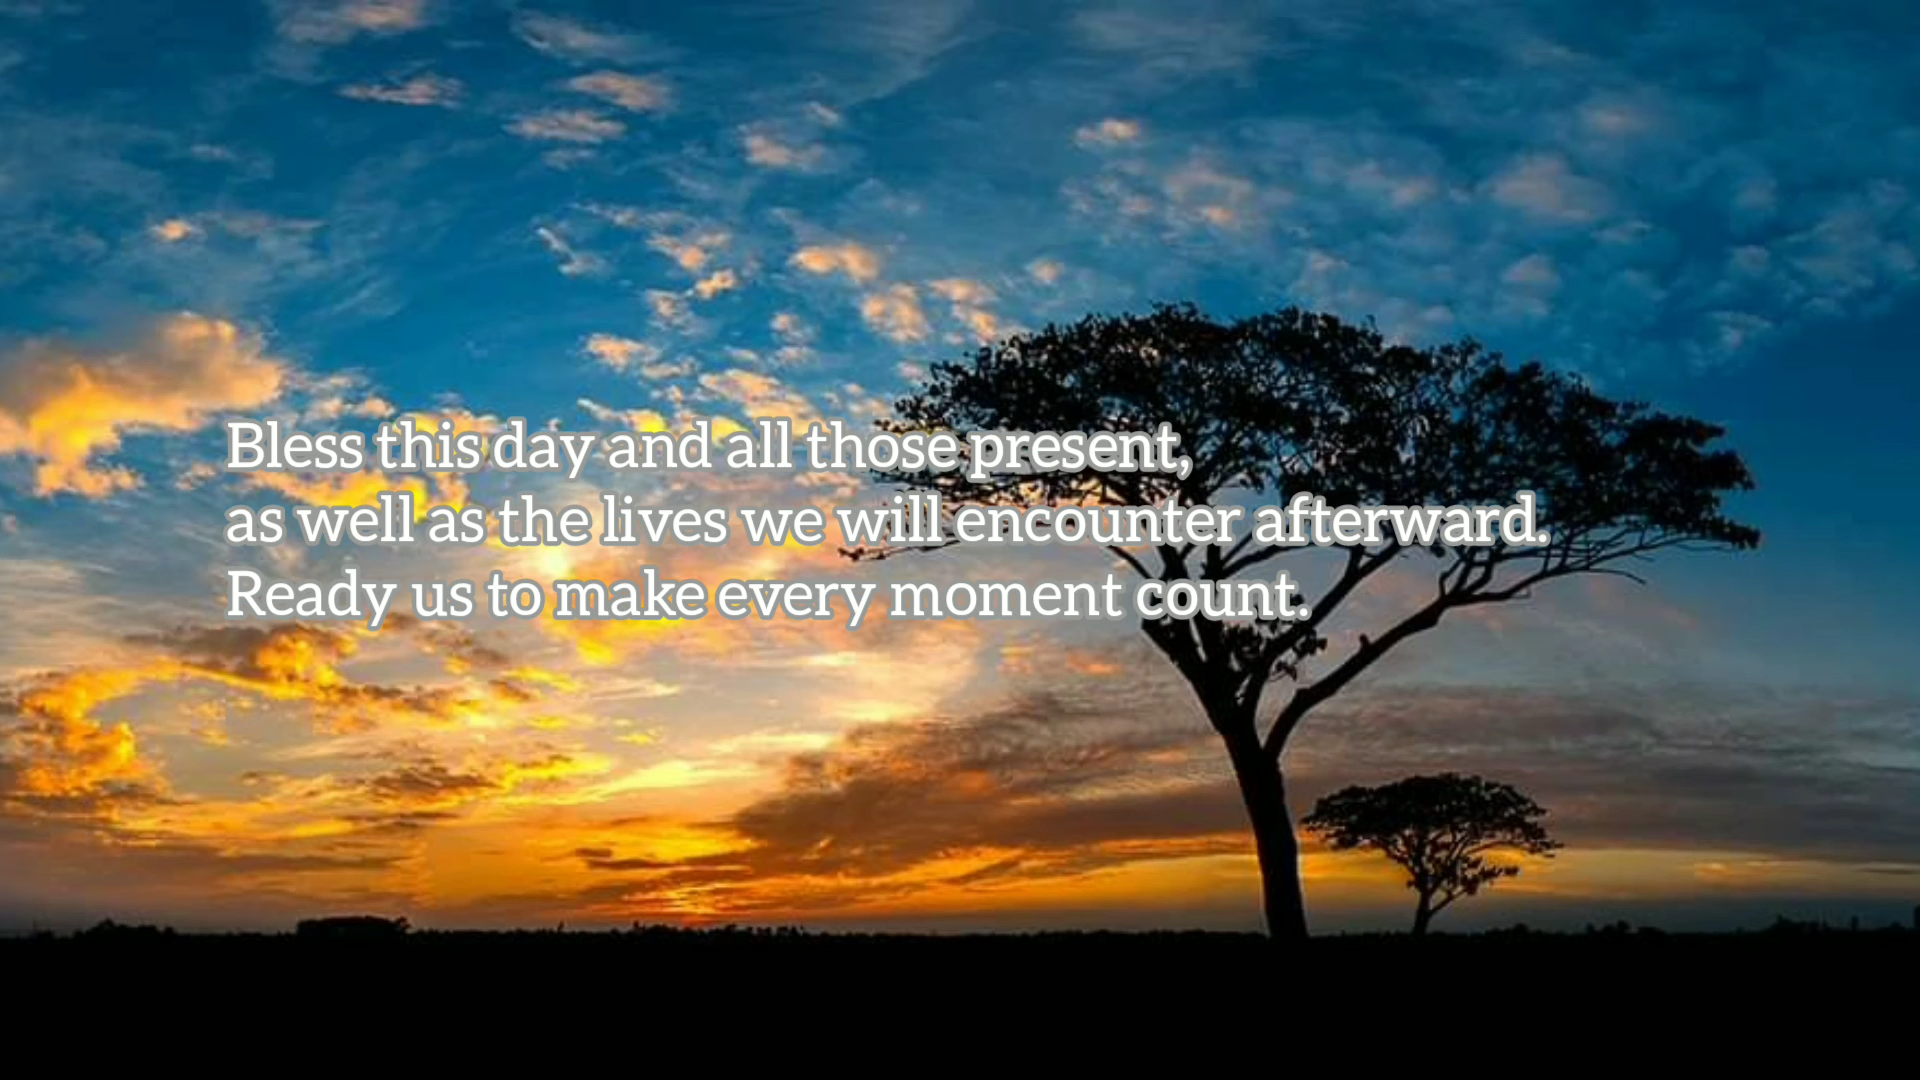 Bless this day and all those present,
as well as the lives we will encounter afterward.
Ready us to make every moment count.